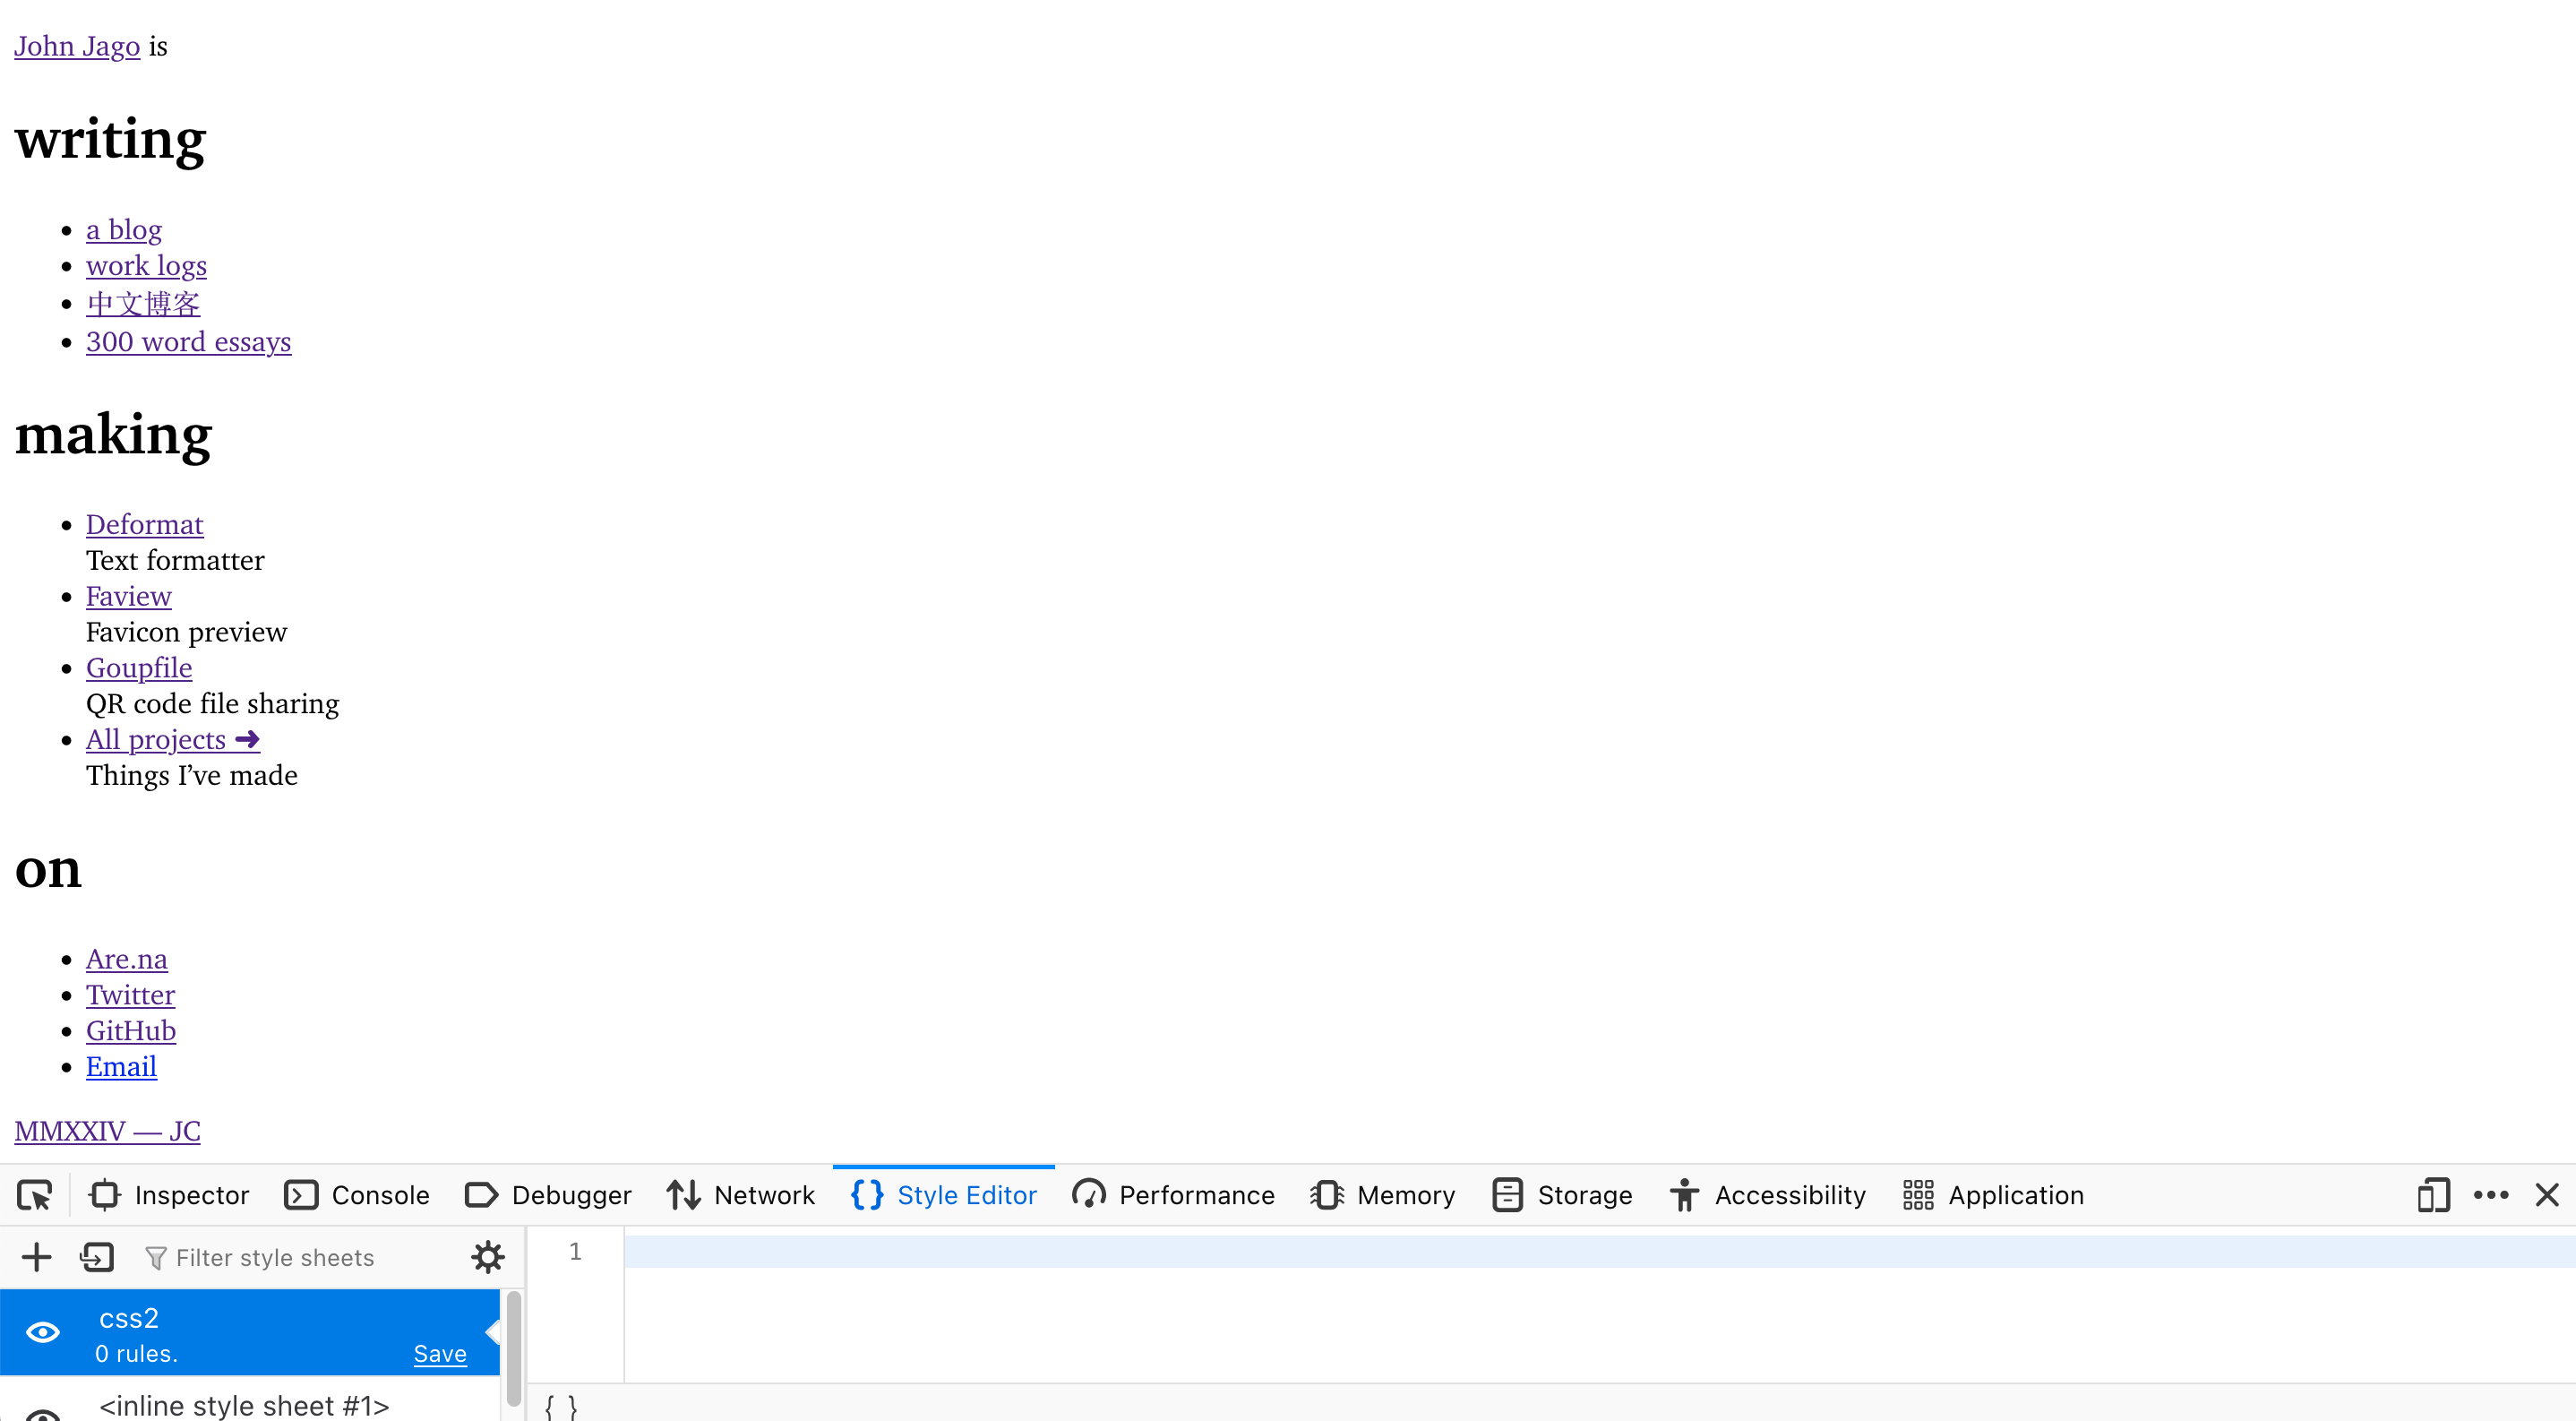 John Jago is
writing
a blog
work logs
中文博客
300 word essays
making
Deformat
Text formatter
Faview
Favicon preview
Goupfile
QR code file sharing
All projects ➜
Things I’ve made
on
Are.na
Twitter
GitHub
Email
MMXXIV — JC
Inspector Console Debugger Network Style Editor Performance Memory Storage Accessibility Application
Filter style sheets
1
css2
0 rules. Save
<inline style sheet #1>
{ }